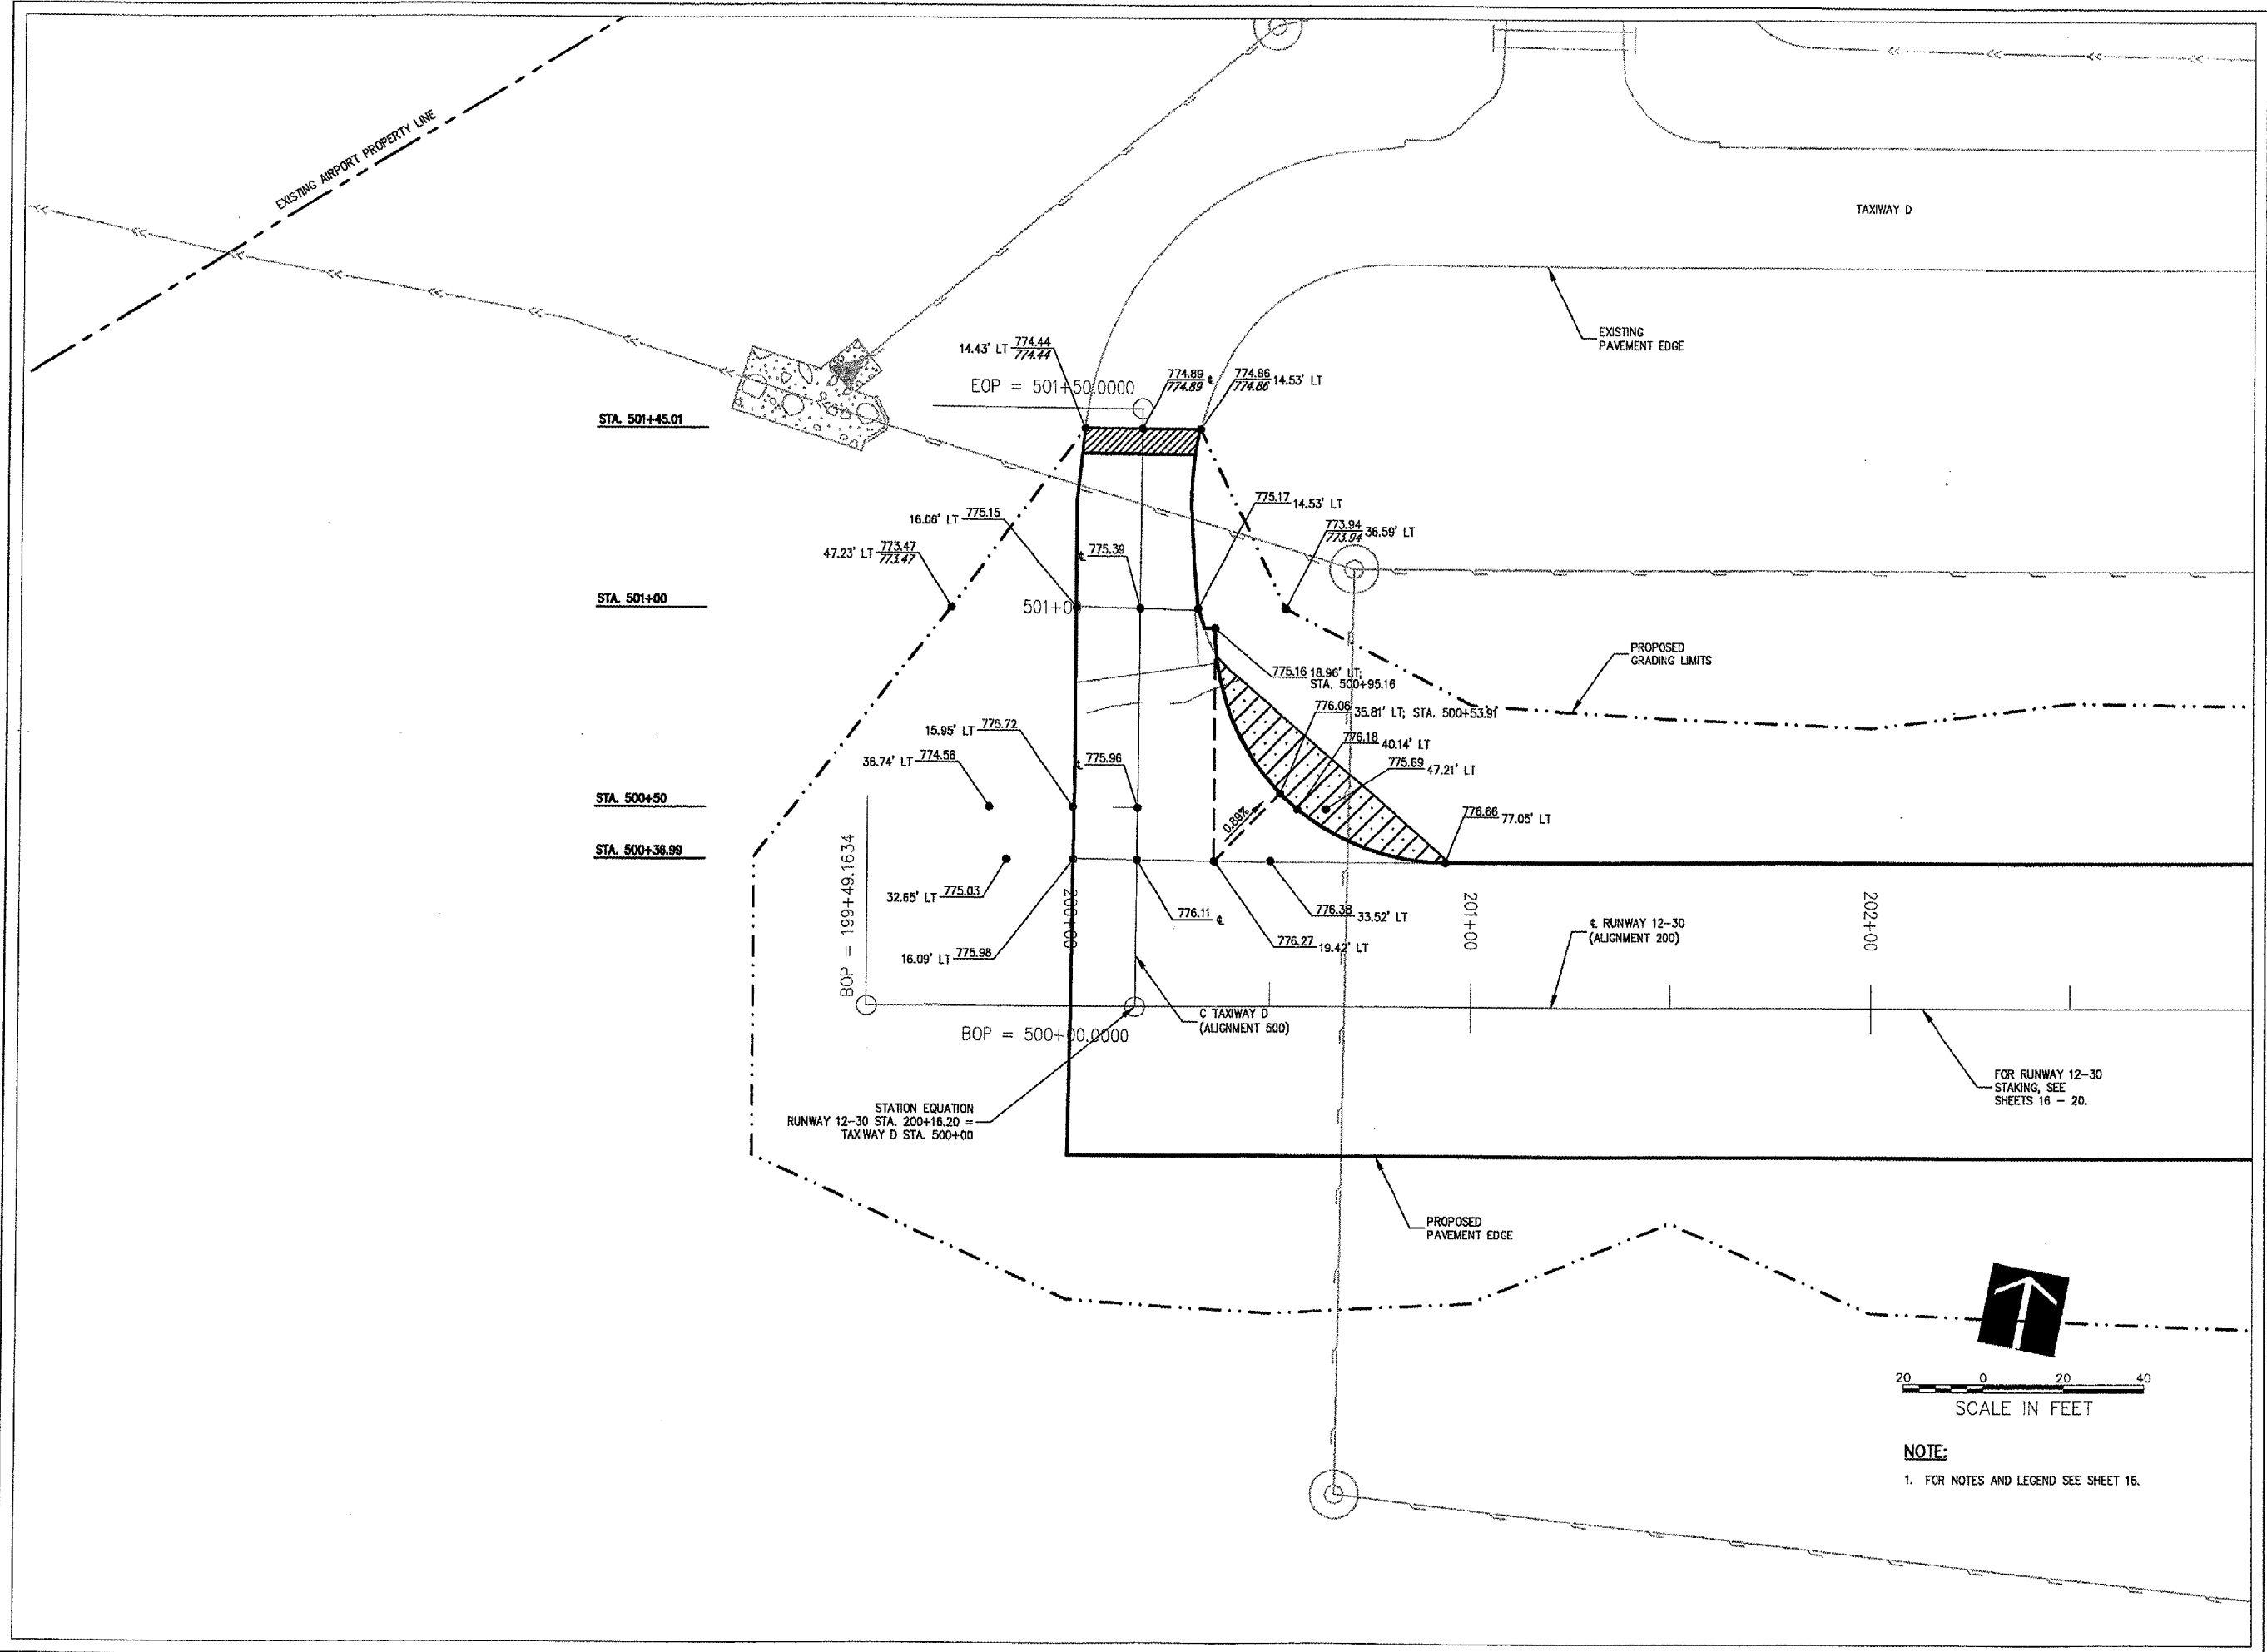 EXISTING AIRPORT PROPERTY LINE
TAXIWAY D
EXISTING
PAVEMENT EDGE
14.43' LT 774.44
774.44
EOP = 501+50.0000
774.89 ℄
774.89
774.86 14.53' LT
774.86
STA. 501+45.01
775.17 14.53' LT
16.06' LT 775.15
773.94 36.59' LT
773.94
47.23' LT 773.47
773.47
℄ 775.39
STA. 501+00
501+0
PROPOSED
GRADING LIMITS
775.16 18.96' LT;
STA. 500+95.16
776.06 35.81' LT; STA. 500+53.91
15.95' LT 775.72
776.18 40.14' LT
36.74' LT 774.56
℄ 775.96
775.69 47.21' LT
STA. 500+50
0.89%
776.66 77.05' LT
STA. 500+36.99
BOP = 199+49.1634
200+00
201+00
202+00
32.65' LT 775.03
776.11 ℄
776.38 33.52' LT
776.27 19.42' LT
16.09' LT 775.98
℄ RUNWAY 12-30
(ALIGNMENT 200)
C TAXIWAY D
(ALIGNMENT 500)
BOP = 500+00.0000
FOR RUNWAY 12-30
STAKING, SEE
SHEETS 16 - 20.
STATION EQUATION
RUNWAY 12-30 STA. 200+16.20 =
TAXIWAY D STA. 500+00
PROPOSED
PAVEMENT EDGE
20 0 20 40
SCALE IN FEET
NOTE:
1. FOR NOTES AND LEGEND SEE SHEET 16.